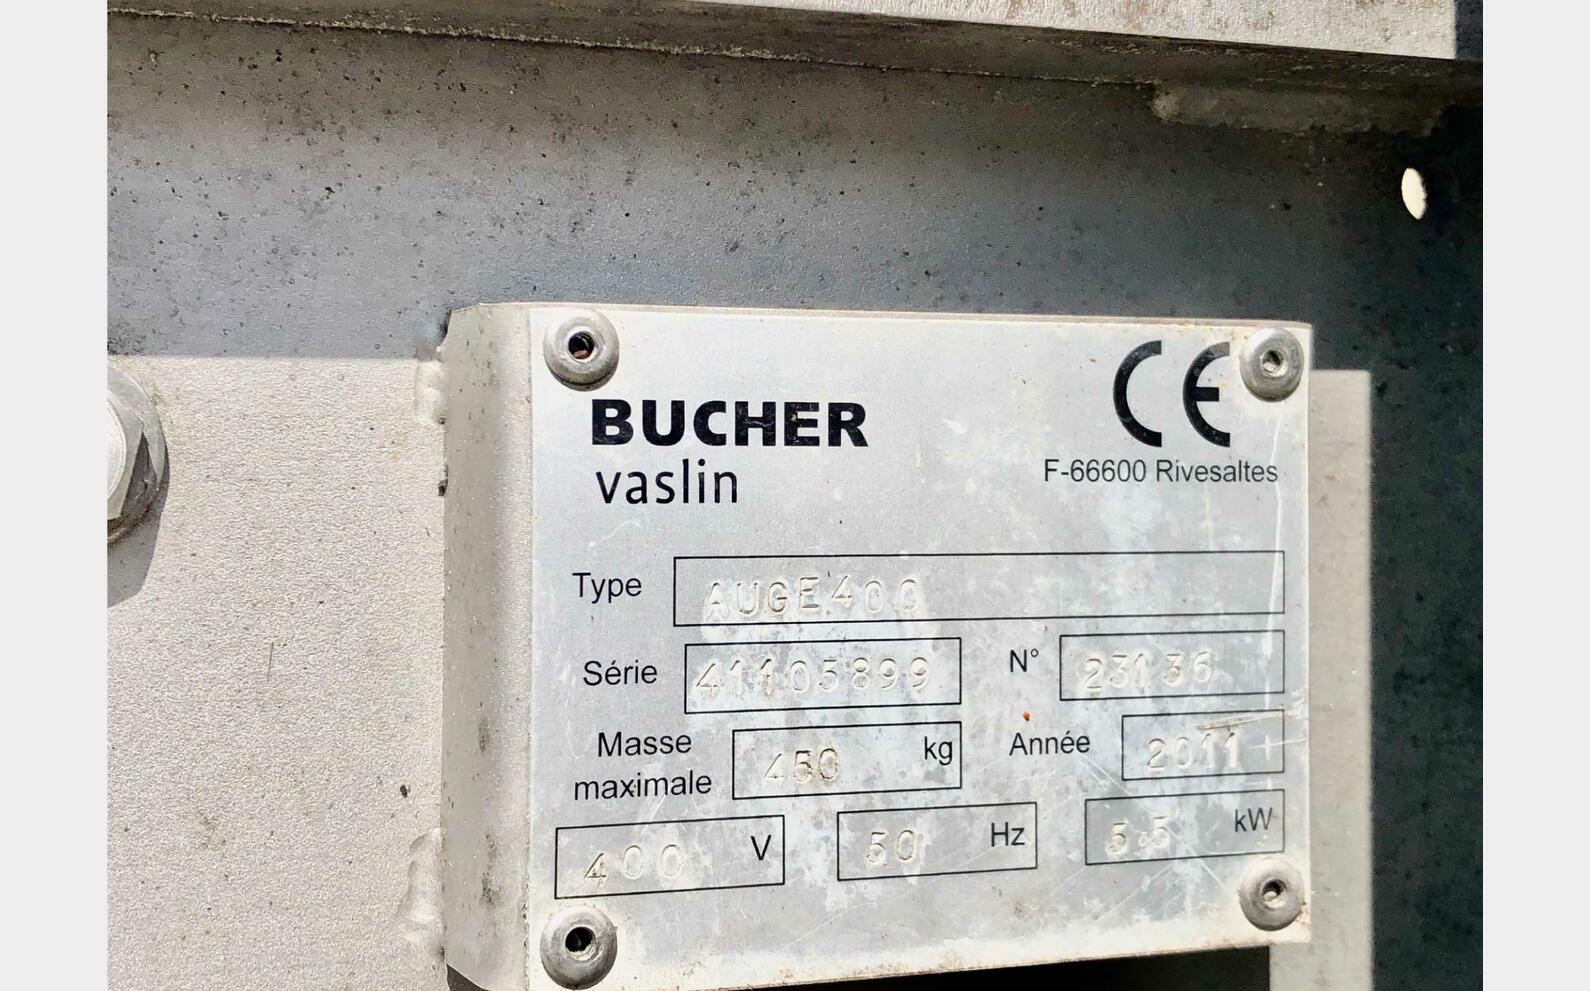 BUCHER
vaslin
CE
F-66600 Rivesaltes
Type AUGE400
Série 41105899 N° 23136
Masse maximale 450 kg Année 2011
400 V 50 Hz 5.5 kW